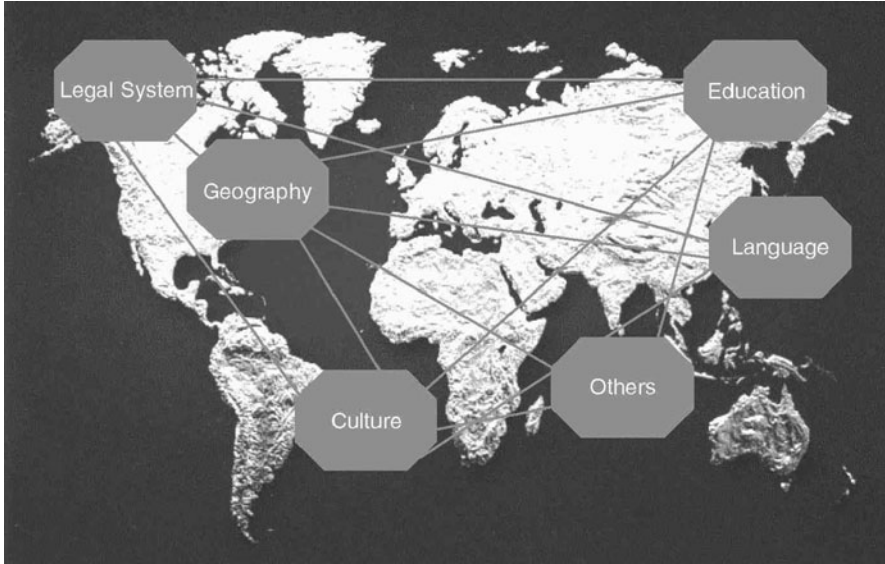 Legal System
Education
Geography
Language
Others
Culture